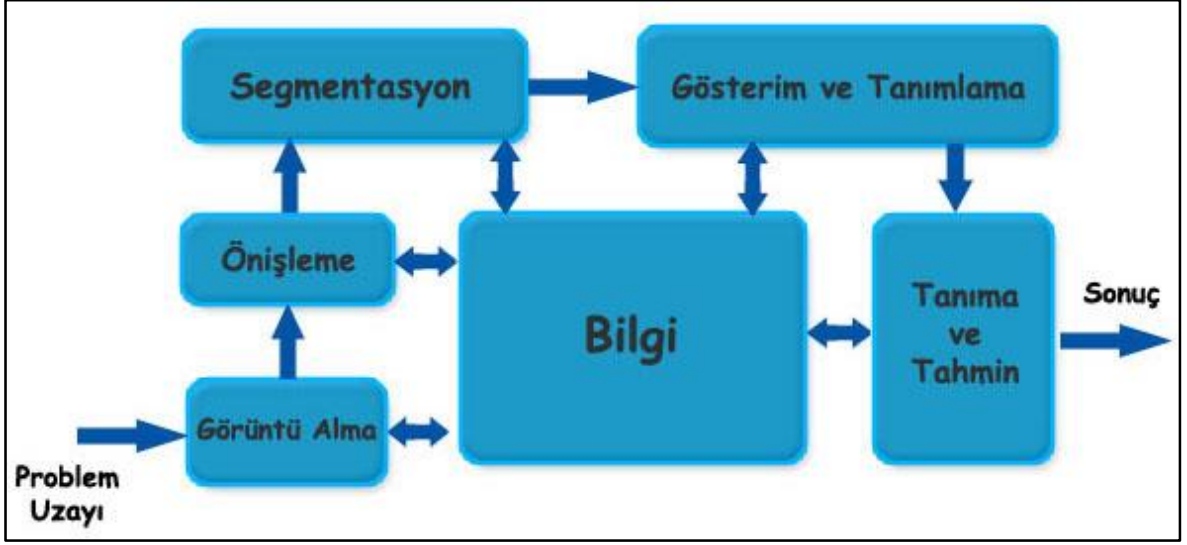 Segmentasyon
Gösterim ve Tanımlama
Önişleme
Bilgi
Tanıma
ve
Tahmin
Sonuç
Görüntü Alma
Problem
Uzayı